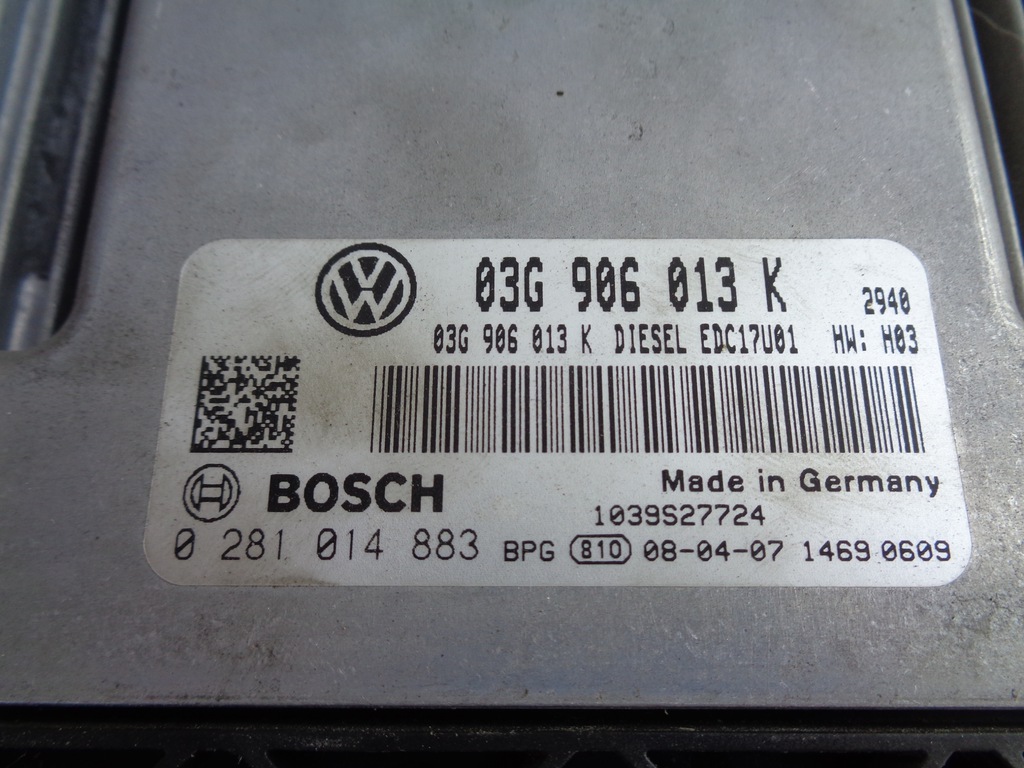 03G 906 013 K 2940
03G 906 013 K DIESEL EDC17U01 HW: H03
BOSCH Made in Germany
1039S27724
0 281 014 883 BPG 810 08-04-07 1469 0609